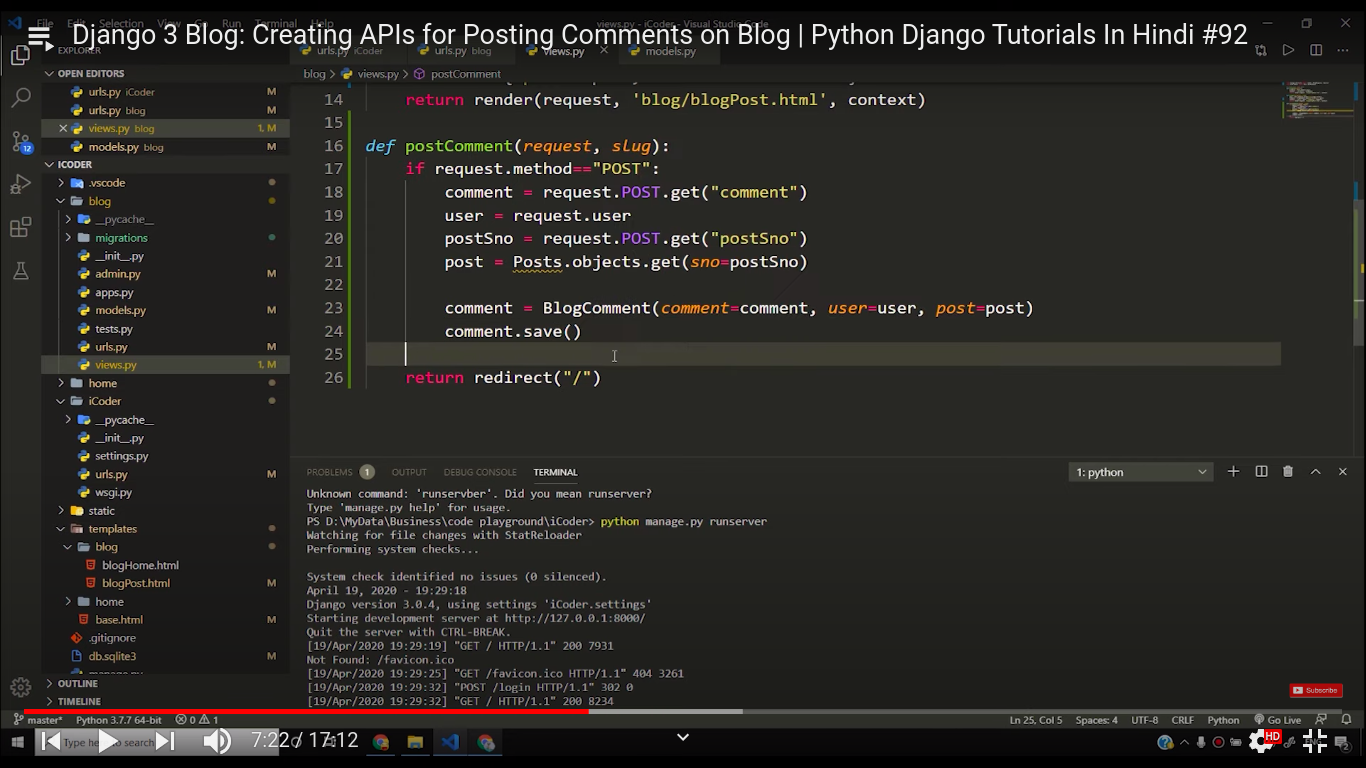 File Edit Selection View Go Run Terminal Help views.py - iCoder - Visual Studio Code
Django 3 Blog: Creating APIs for Posting Comments on Blog | Python Django Tutorials In Hindi #92
EXPLORER
urls.py iCoder urls.py blog views.py models.py
OPEN EDITORS
urls.py iCoder M
urls.py blog M
views.py blog 1, M
models.py blog M
ICODER
.vscode
blog
__pycache__
migrations
__init__.py
admin.py M
apps.py
models.py M
tests.py
urls.py M
views.py 1, M
home
iCoder
__pycache__
__init__.py
settings.py
urls.py M
wsgi.py
static
templates
blog
blogHome.html
blogPost.html M
home
base.html M
.gitignore
db.sqlite3 M
manage.py
OUTLINE
TIMELINE
12
blog > views.py > postComment
14 return render(request, 'blog/blogPost.html', context)
15
16 def postComment(request, slug):
17 if request.method=="POST":
18 comment = request.POST.get("comment")
19 user = request.user
20 postSno = request.POST.get("postSno")
21 post = Posts.objects.get(sno=postSno)
22
23 comment = BlogComment(comment=comment, user=user, post=post)
24 comment.save()
25
26 return redirect("/")
PROBLEMS 1 OUTPUT DEBUG CONSOLE TERMINAL 1: python
Unknown command: 'runservber'. Did you mean runserver?
Type 'manage.py help' for usage.
PS D:\MyData\Business\code playground\iCoder> python manage.py runserver
Watching for file changes with StatReloader
Performing system checks...
System check identified no issues (0 silenced).
April 19, 2020 - 19:29:18
Django version 3.0.4, using settings 'iCoder.settings'
Starting development server at http://127.0.0.1:8000/
Quit the server with CTRL-BREAK.
[19/Apr/2020 19:29:19] "GET / HTTP/1.1" 200 7931
Not Found: /favicon.ico
[19/Apr/2020 19:29:25] "GET /favicon.ico HTTP/1.1" 404 3261
[19/Apr/2020 19:29:32] "POST /login HTTP/1.1" 302 0
[19/Apr/2020 19:29:32] "GET / HTTP/1.1" 200 8234
Subscribe
master* Python 3.7.7 64-bit 0 1 Ln 25, Col 5 Spaces: 4 UTF-8 CRLF Python Go Live
Type here to search
7:22 / 17:12
HD
ENG
2